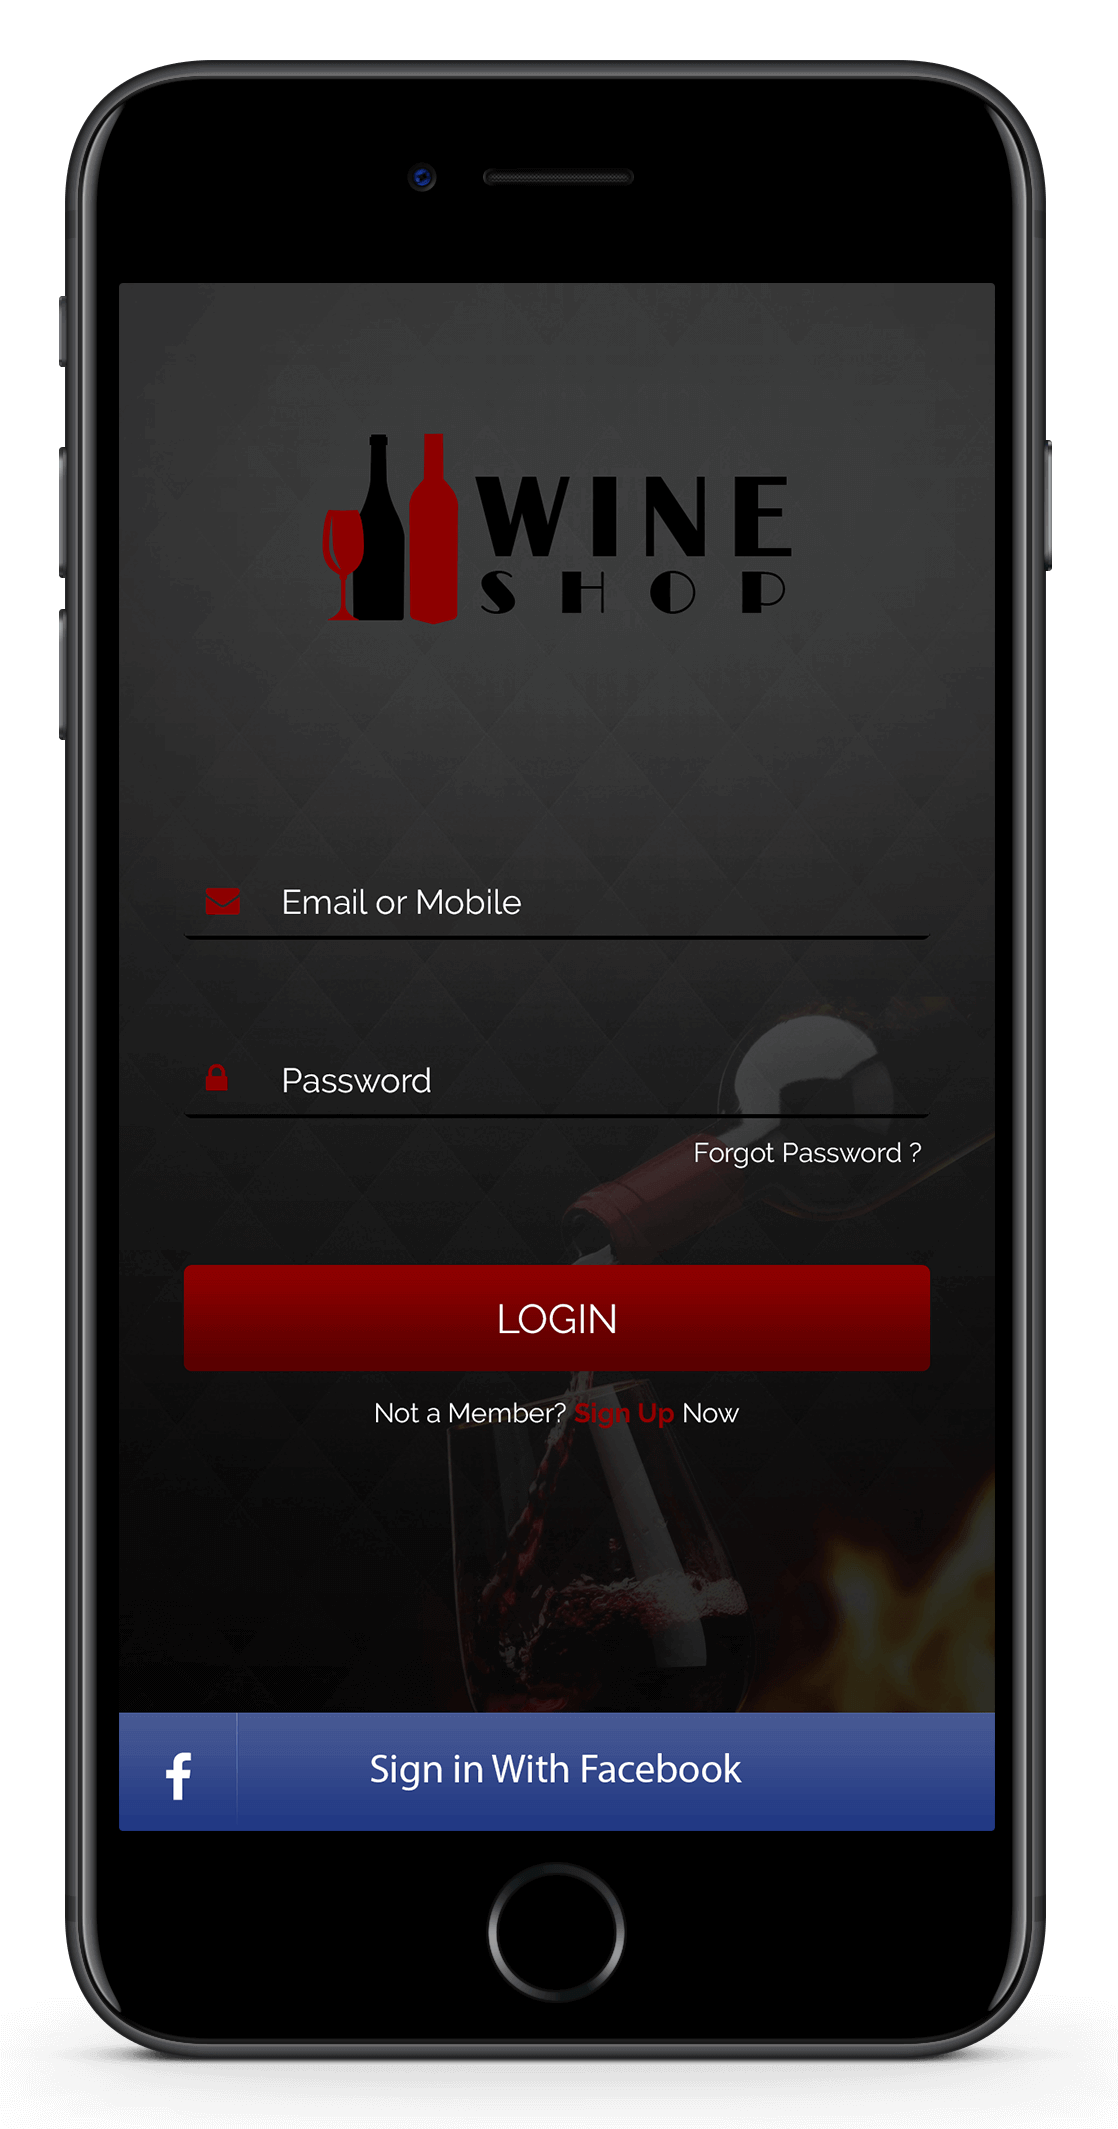 WINE
SHOP
Email or Mobile
Password
Forgot Password ?
LOGIN
Not a Member? Sign Up Now
f
Sign in With Facebook